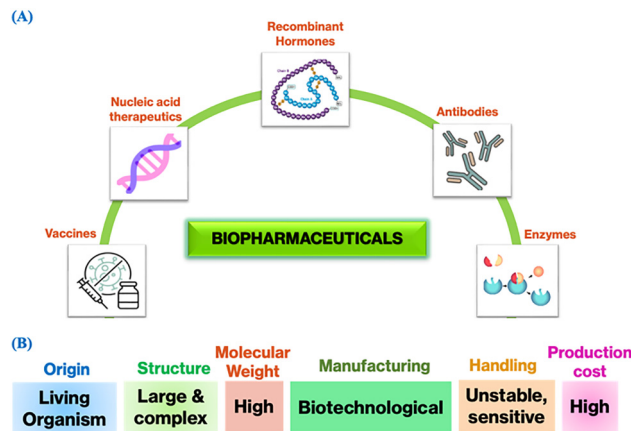 (A)
Recombinant
Hormones
Nucleic acid
therapeutics
Antibodies
Vaccines
BIOPHARMACEUTICALS
Enzymes
(B)
Origin
Structure
Molecular
Weight
Manufacturing
Handling
Production
cost
Living
Organism
Large &
complex
High
Biotechnological
Unstable,
sensitive
High